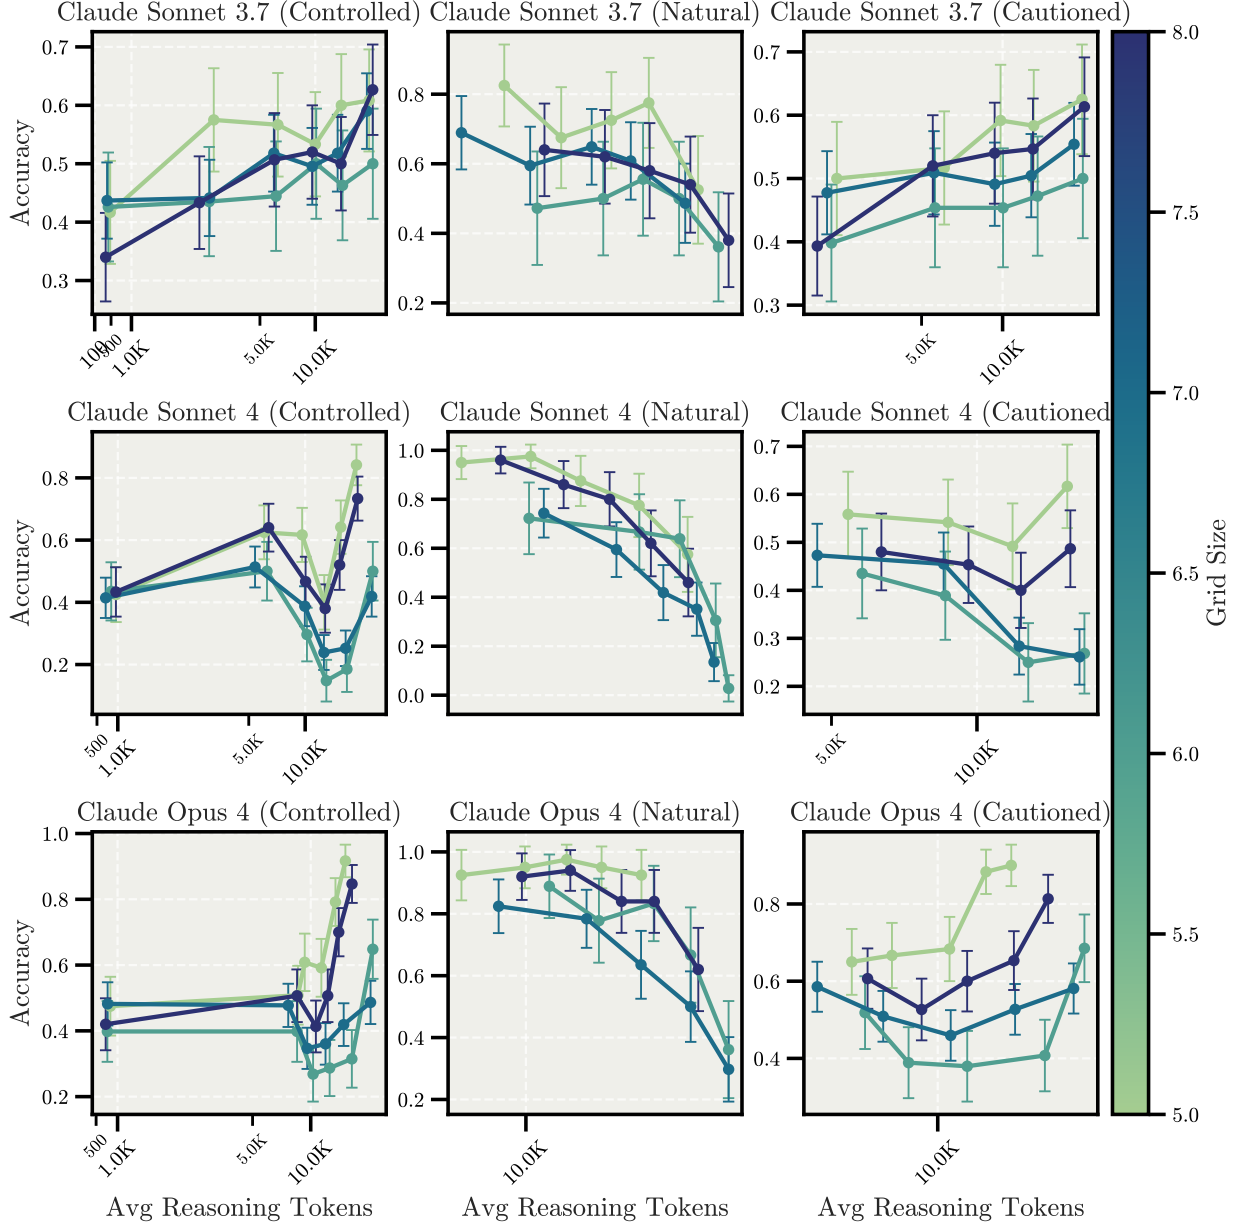 Claude Sonnet 3.7 (Controlled) Claude Sonnet 3.7 (Natural) Claude Sonnet 3.7 (Cautioned)
Accuracy
0.7
0.6
0.5
0.4
0.3
100
500
1.0K
5.0K
10.0K
0.8
0.6
0.4
0.2
0.7
0.6
0.5
0.4
0.3
5.0K
10.0K
Claude Sonnet 4 (Controlled) Claude Sonnet 4 (Natural) Claude Sonnet 4 (Cautioned
Accuracy
0.8
0.6
0.4
0.2
500
1.0K
5.0K
10.0K
1.0
0.8
0.6
0.4
0.2
0.0
0.7
0.6
0.5
0.4
0.3
0.2
5.0K
10.0K
Claude Opus 4 (Controlled) Claude Opus 4 (Natural) Claude Opus 4 (Cautioned)
Accuracy
1.0
0.8
0.6
0.4
0.2
500
1.0K
5.0K
10.0K
Avg Reasoning Tokens
1.0
0.8
0.6
0.4
0.2
10.0K
Avg Reasoning Tokens
0.8
0.6
0.4
10.0K
Avg Reasoning Tokens
8.0
7.5
7.0
6.5
6.0
5.5
5.0
Grid Size